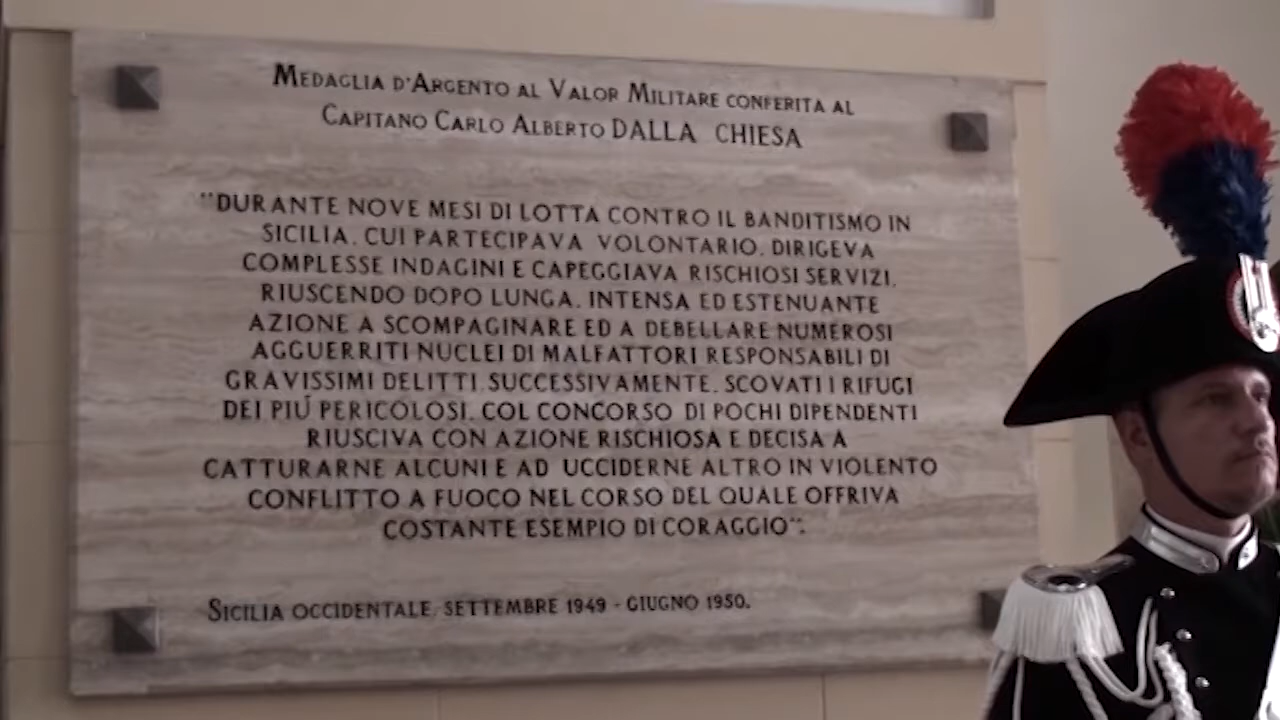 MEDAGLIA D'ARGENTO AL VALOR MILITARE CONFERITA AL
CAPITANO CARLO ALBERTO DALLA CHIESA
"DURANTE NOVE MESI DI LOTTA CONTRO IL BANDITISMO IN
SICILIA, CUI PARTECIPAVA VOLONTARIO, DIRIGEVA
COMPLESSE INDAGINI E CAPEGGIAVA RISCHIOSI SERVIZI,
RIUSCENDO DOPO LUNGA, INTENSA ED ESTENUANTE
AZIONE A SCOMPAGINARE ED A DEBELLARE NUMEROSI
AGGUERRITI NUCLEI DI MALFATTORI RESPONSABILI DI
GRAVISSIMI DELITTI. SUCCESSIVAMENTE, SCOVATI I RIFUGI
DEI PIÚ PERICOLOSI, COL CONCORSO DI POCHI DIPENDENTI
RIUSCIVA CON AZIONE RISCHIOSA E DECISA A
CATTURARNE ALCUNI E AD UCCIDERNE ALTRO IN VIOLENTO
CONFLITTO A FUOCO NEL CORSO DEL QUALE OFFRIVA
COSTANTE ESEMPIO DI CORAGGIO".
SICILIA OCCIDENTALE, SETTEMBRE 1949 - GIUGNO 1950.